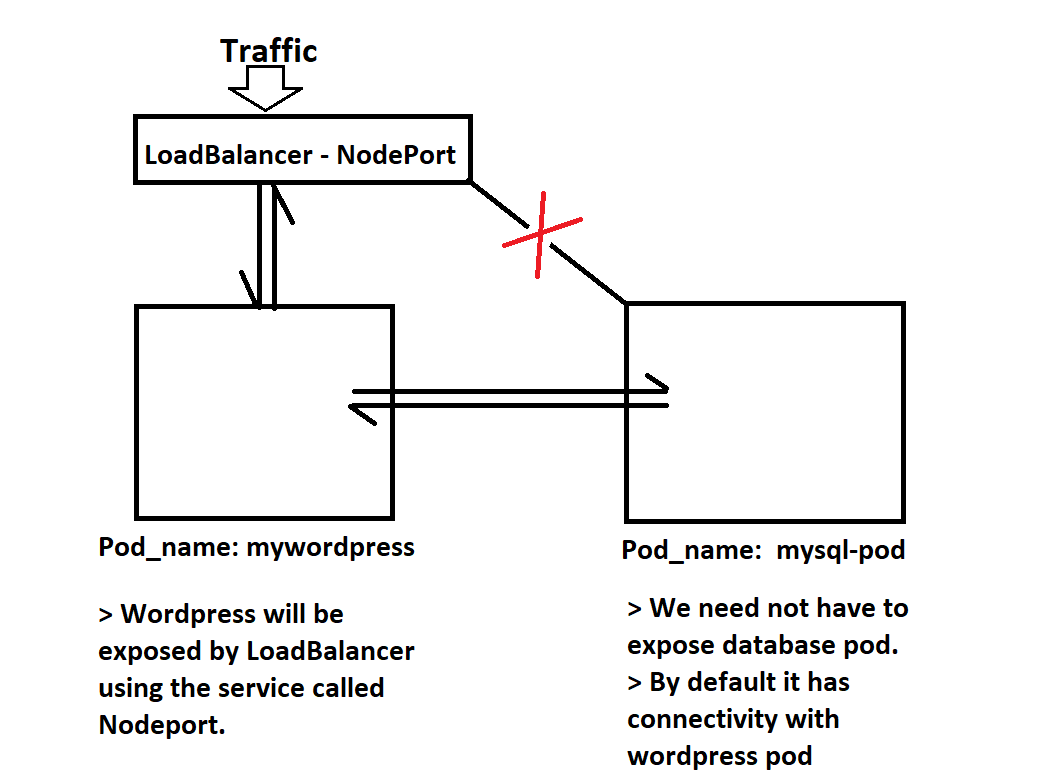 Traffic
LoadBalancer - NodePort
Pod_name: mywordpress
> Wordpress will be
exposed by LoadBalancer
using the service called
Nodeport.
Pod_name:  mysql-pod
> We need not have to
expose database pod.
> By default it has
connectivity with
wordpress pod